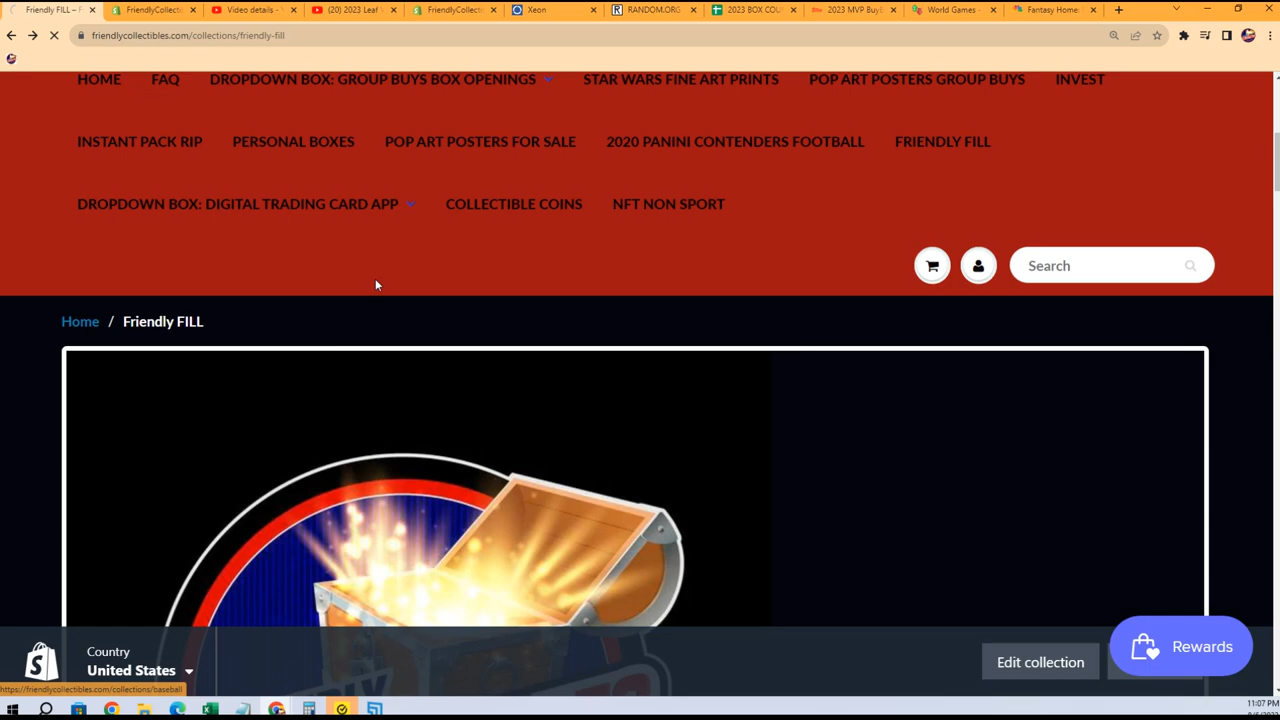 Friendly Fill – F
FriendlyCollectic
Video details - Y
(20) 2023 Leaf
FriendlyCollectic
Xeon
RANDOM.ORG
2023 BOX COU
2023 MVP Buyb
World Games -
Fantasy Home
friendlycollectibles.com/collections/friendly-fill
HOME FAQ DROPDOWN BOX: GROUP BUYS BOX OPENINGS STAR WARS FINE ART PRINTS POP ART POSTERS GROUP BUYS INVEST
INSTANT PACK RIP PERSONAL BOXES POP ART POSTERS FOR SALE 2020 PANINI CONTENDERS FOOTBALL FRIENDLY FILL
DROPDOWN BOX: DIGITAL TRADING CARD APP COLLECTIBLE COINS NFT NON SPORT
Search
Home / Friendly FILL
Country
United States
Edit collection
Rewards
https://friendlycollectibles.com/collections/baseball
11:07 PM